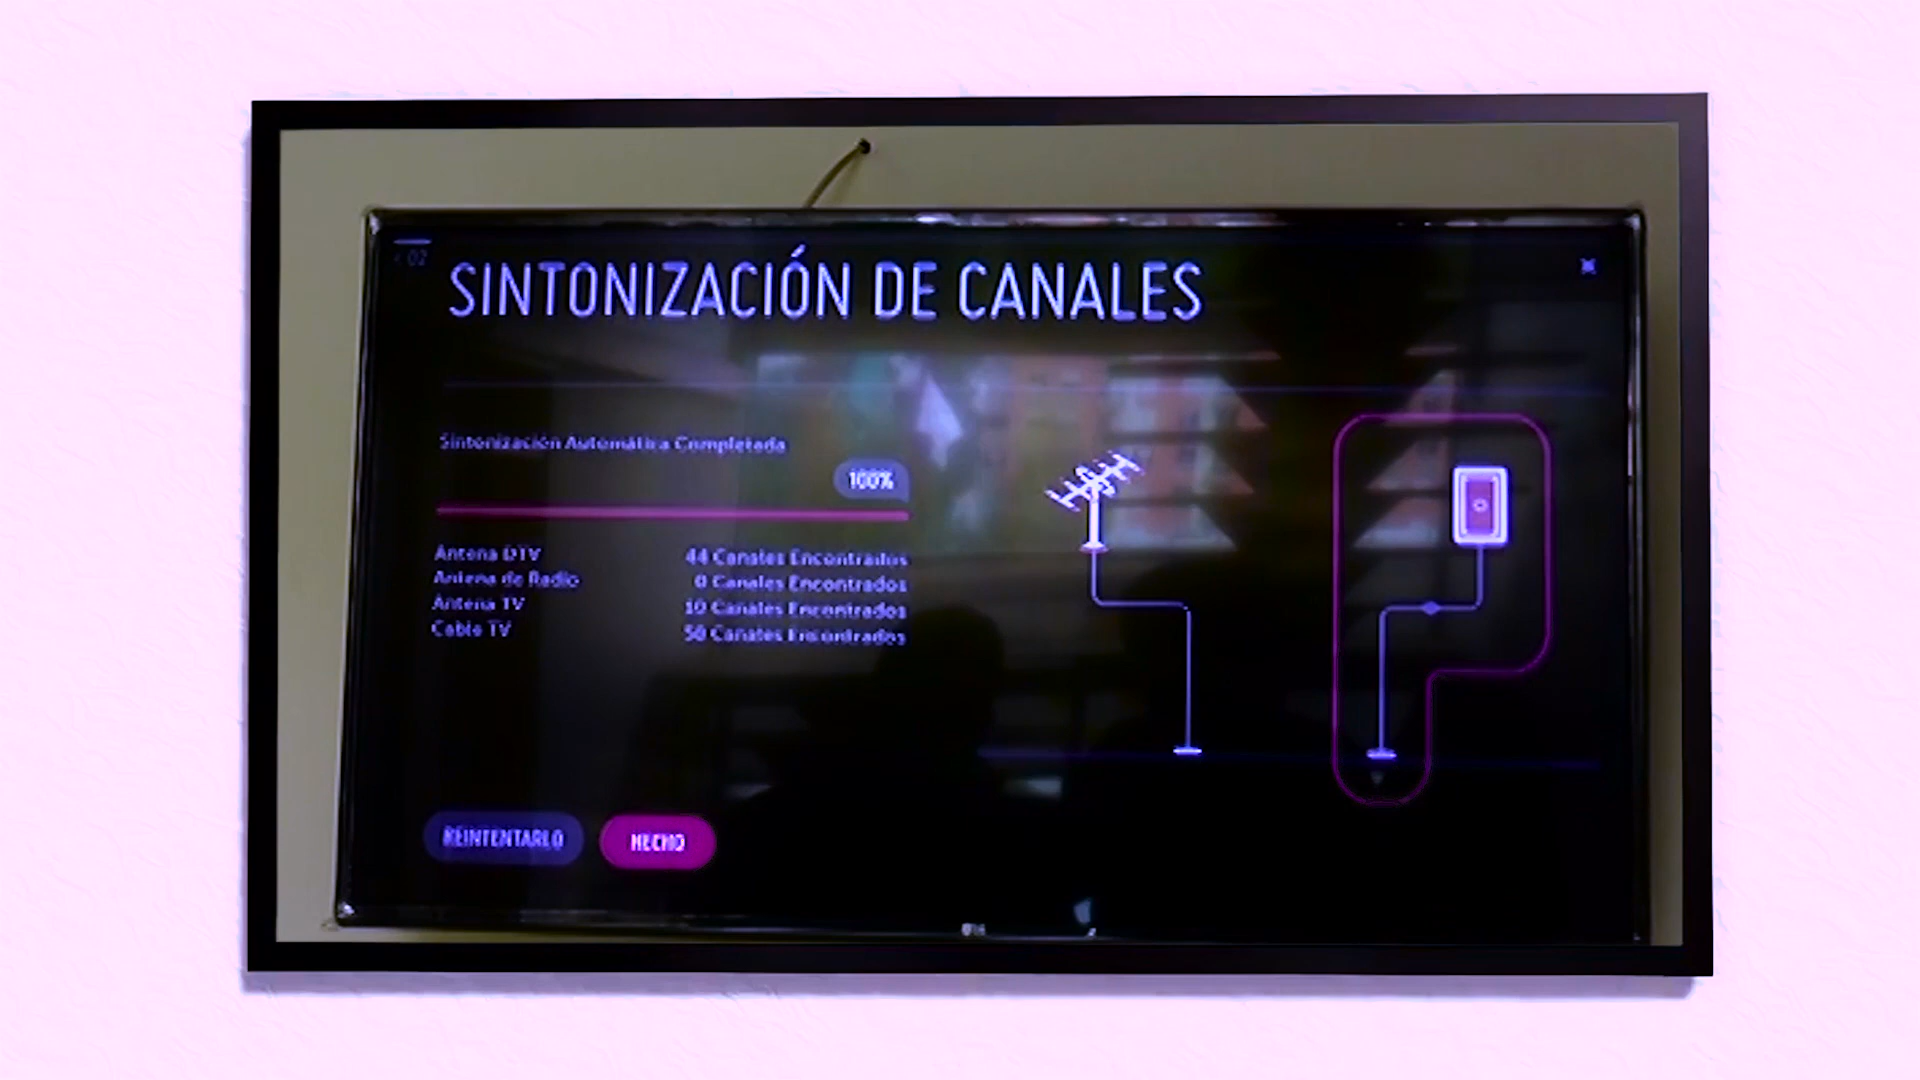 < 02
SINTONIZACIÓN DE CANALES
Sintonización Automática Completada
100%
Antena DTV 44 Canales Encontrados
Antena de Radio 0 Canales Encontrados
Antena TV 10 Canales Encontrados
Cable TV 50 Canales Encontrados
REINTENTARLO HECHO